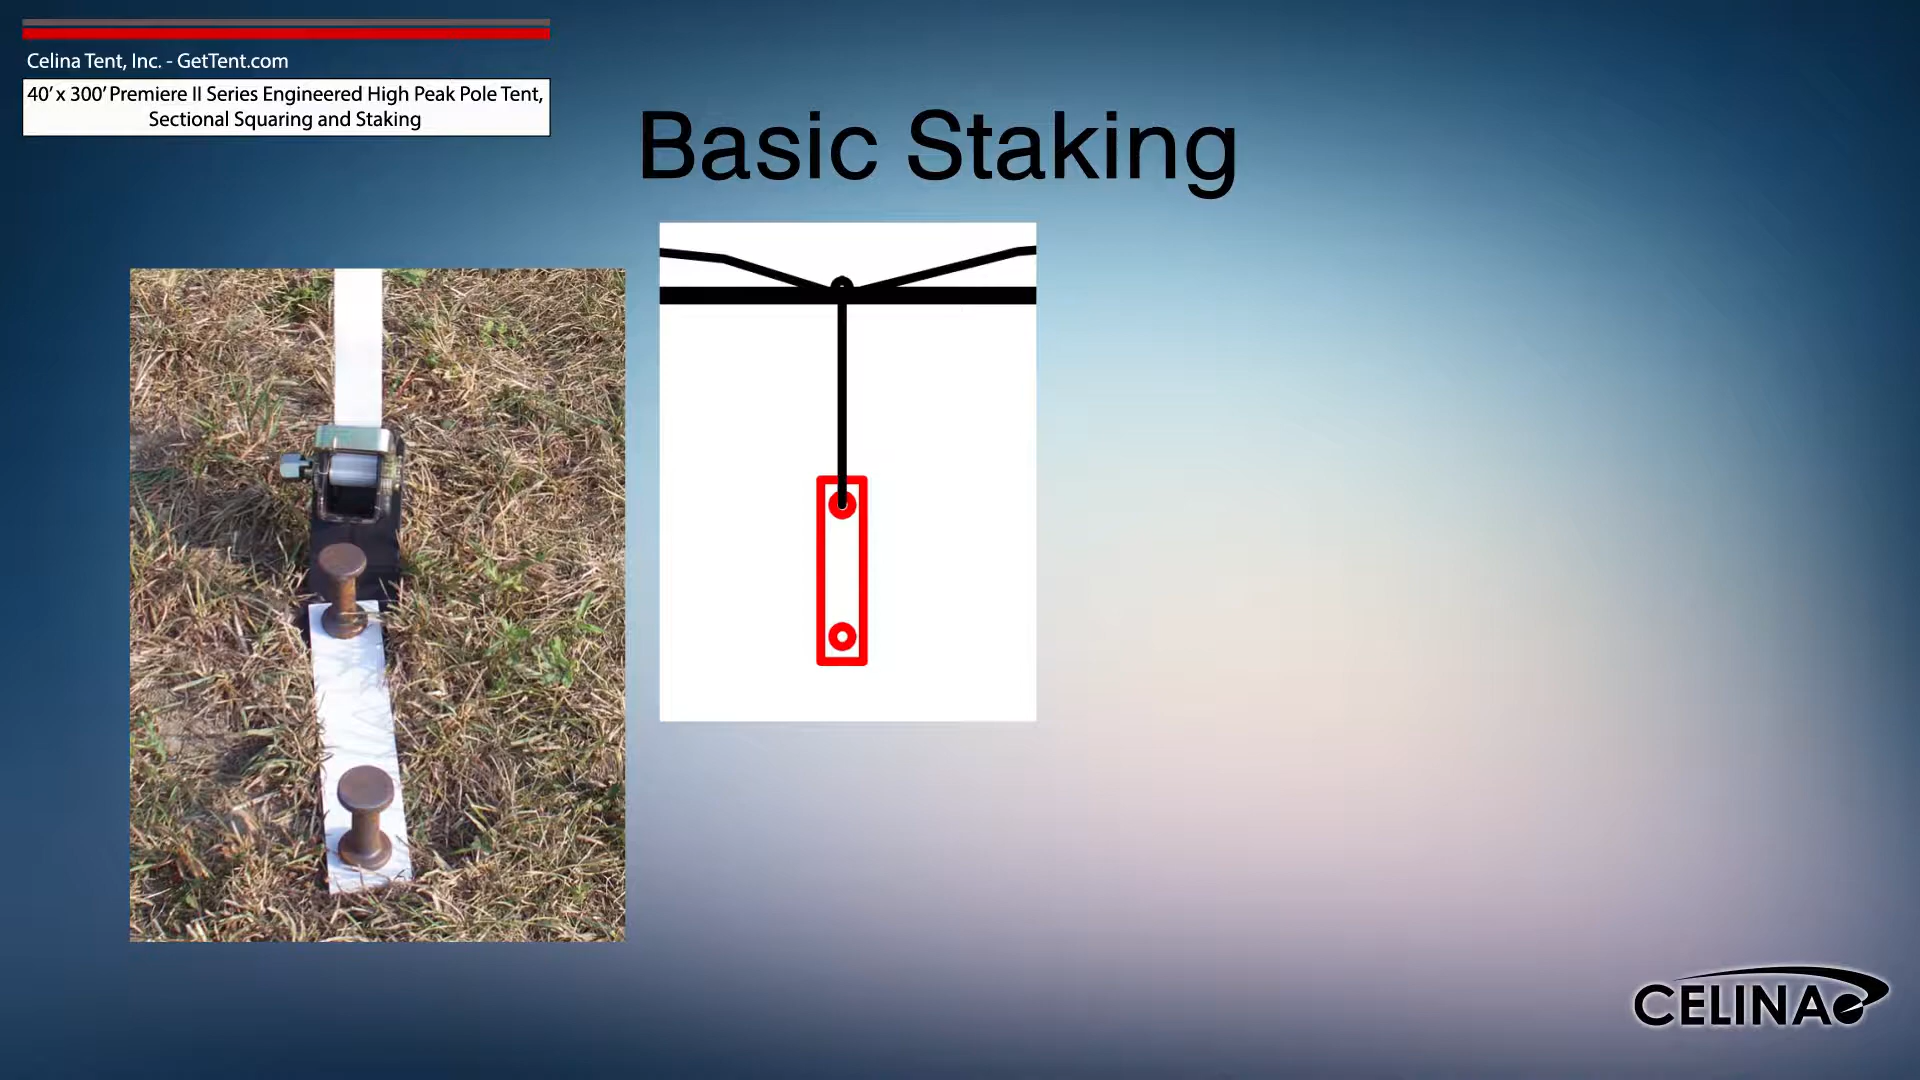 Celina Tent, Inc. - GetTent.com
40' x 300' Premiere II Series Engineered High Peak Pole Tent,
Sectional Squaring and Staking
Basic Staking
CELINA